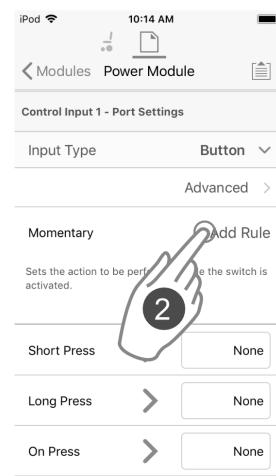 iPod 10:14 AM
Modules Power Module
Control Input 1 - Port Settings
Input Type Button
Advanced
Momentary Add Rule
Sets the action to be the switch is
activated.
2
Short Press None
Long Press None
On Press None